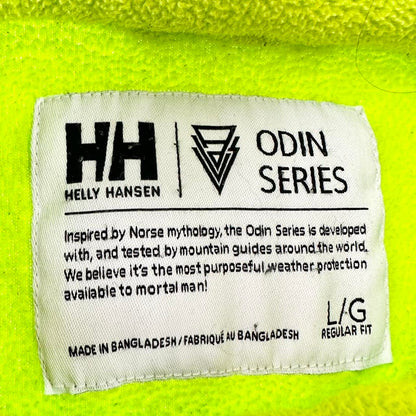 H/H
HELLY HANSEN
ODIN
SERIES
Inspired by Norse mythology, the Odin Series is developed
with, and tested by mountain guides around the world.
We believe it's the most purposeful weather protection
available to mortal man!
L/G
REGULAR FIT
MADE IN BANGLADESH/FABRIQUÉ AU BANGLADESH